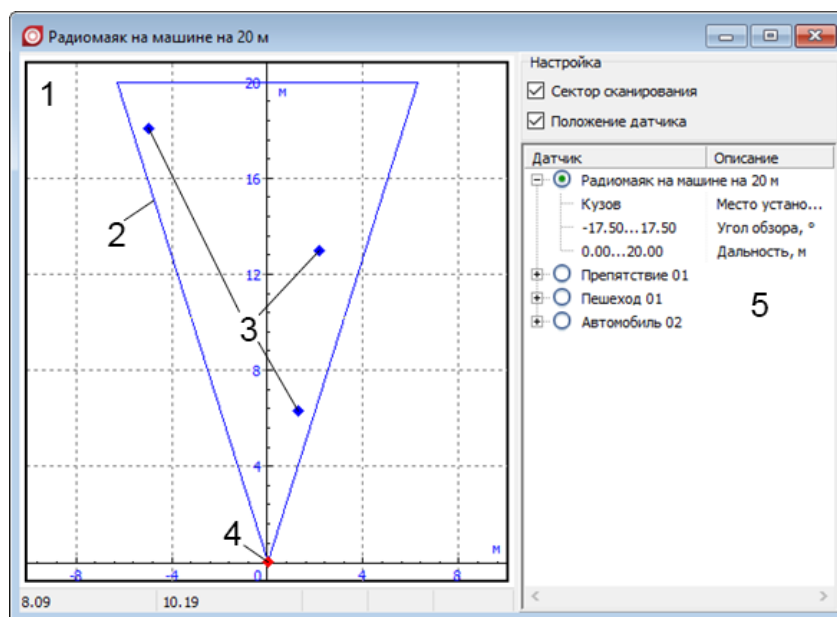 Радиомаяк на машине на 20 м
Настройка
1
20
м
Сектор сканирования
Положение датчика
Датчик Описание
16
Радиомаяк на машине на 20 м
2
Кузов Место устано...
-17.50...17.50 Угол обзора, °
12
0.00...20.00 Дальность, м
Препятствие 01
3
Пешеход 01
5
Автомобиль 02
8
4
4
м
-8 -4 0 4 8
8.09 10.19